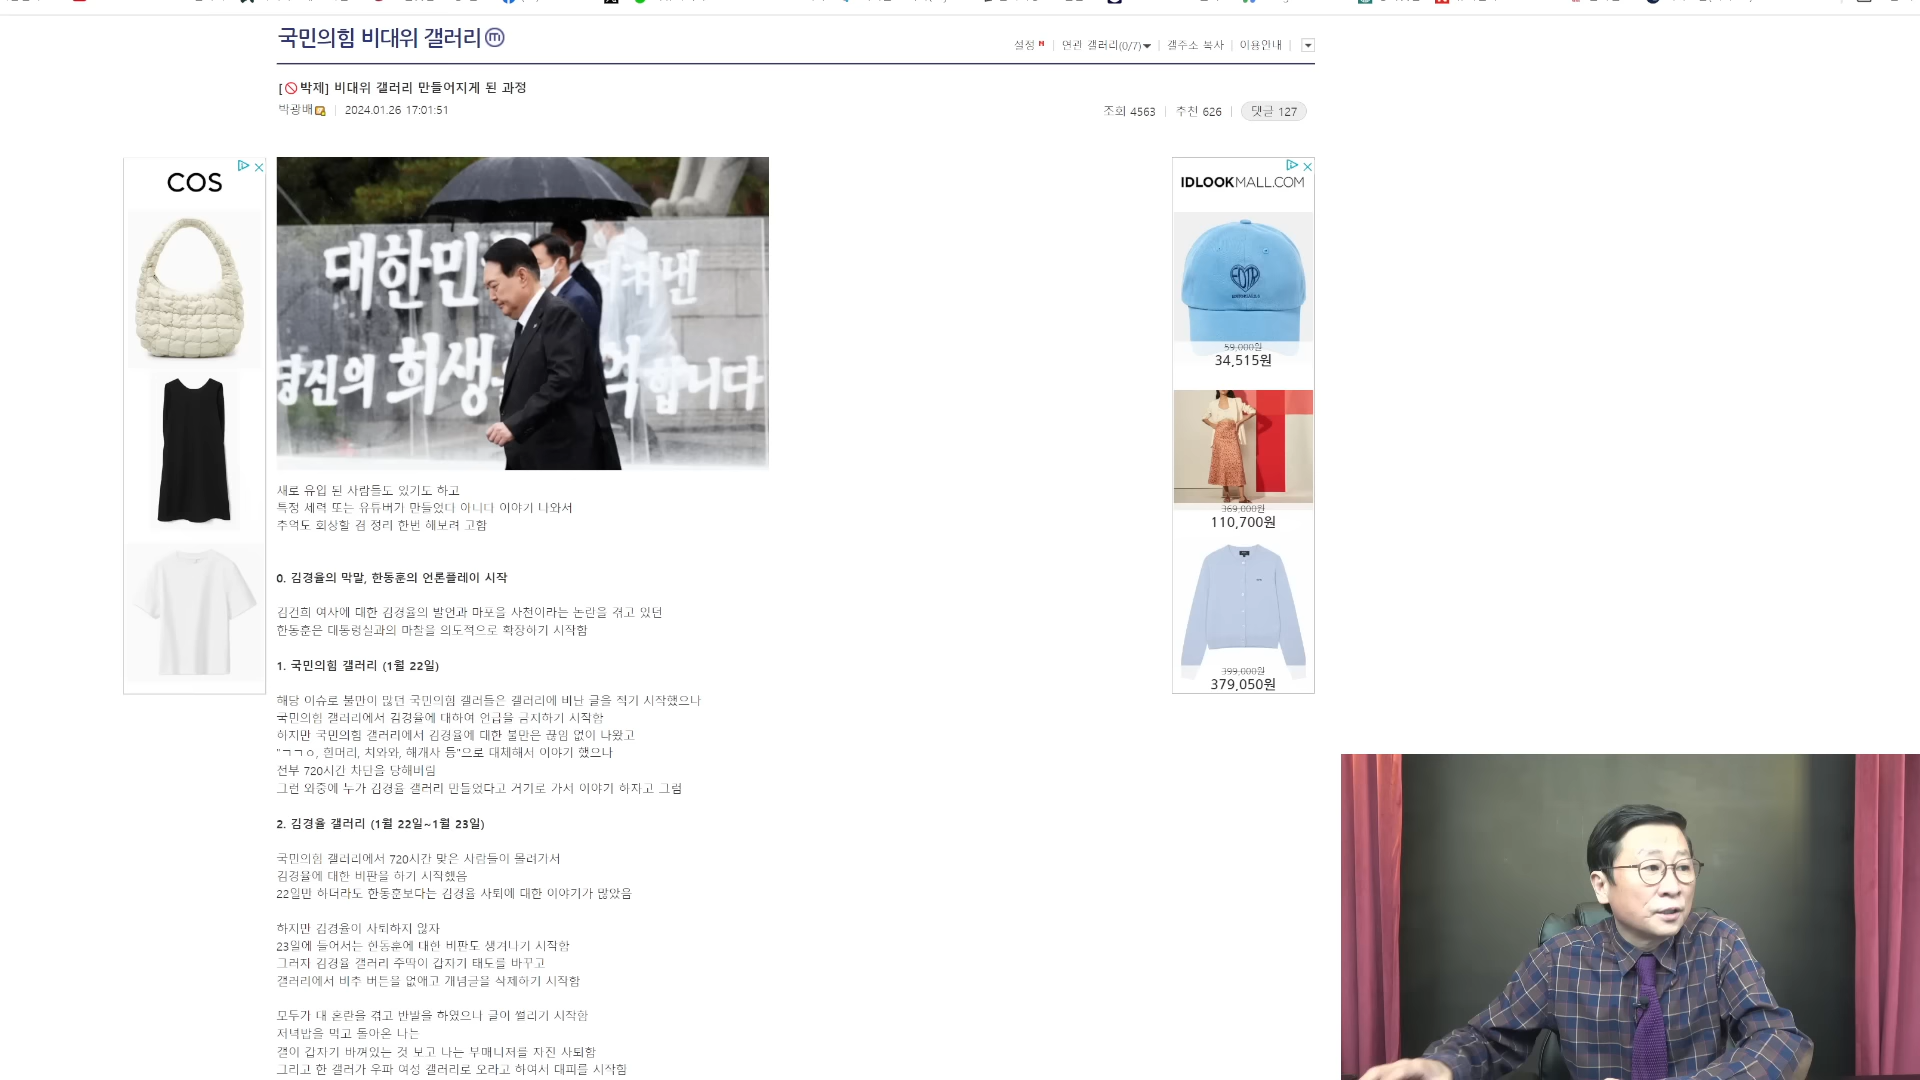 국민의힘 비대위 갤러리ⓜ
설정 M
연관 갤러리(0/7)
갤주소 복사
이용안내
[🚫박제] 비대위 갤러리 만들어지게 된 과정
박광배
2024.01.26 17:01:51
조회 4563
추천 626
댓글 127
COS
IDLOOKMALL.COM
대한민
지켜낸
당신의 희생
억합니다
59,000원
34,515원
369,000원
110,700원
399,000원
379,050원
새로 유입 된 사람들도 있기도 하고
특정 세력 또는 유튜버가 만들었다 아니다 이야기 나와서
추억도 회상할 겸 정리 한번 해보려 고함
0. 김경율의 막말, 한동훈의 언론플레이 시작
김건희 여사에 대한 김경율의 발언과 마포을 사천이라는 논란을 겪고 있던
한동훈은 대통령실과의 마찰을 의도적으로 확장하기 시작함
1. 국민의힘 갤러리 (1월 22일)
해당 이슈로 불만이 많던 국민의힘 갤러들은 갤러리에 비난 글을 적기 시작했으나
국민의힘 갤러리에서 김경율에 대하여 언급을 금지하기 시작함
하지만 국민의힘 갤러리에서 김경율에 대한 불만은 끊임 없이 나왔고
"ㄱㄱㅇ, 흰머리, 치와와, 해개사 등"으로 대체해서 이야기 했으나
전부 720시간 차단을 당해버림
그런 와중에 누가 김경율 갤러리 만들었다고 거기로 가서 이야기 하자고 그럼
2. 김경율 갤러리 (1월 22일~1월 23일)
국민의힘 갤러리에서 720시간 맞은 사람들이 몰려가서
김경율에 대한 비판을 하기 시작했음
22일만 하더라도 한동훈보다는 김경율 사퇴에 대한 이야기가 많았음
하지만 김경율이 사퇴하지 않자
23일에 들어서는 한동훈에 대한 비판도 생겨나기 시작함
그러자 김경율 갤러리 주딱이 갑자기 태도를 바꾸고
갤러리에서 비추 버튼을 없애고 개념글을 삭제하기 시작함
모두가 대 혼란을 겪고 반발을 하였으나 글이 썰리기 시작함
저녁밥을 먹고 돌아온 나는
갤이 갑자기 바껴있는 것 보고 나는 부매니저를 자진 사퇴함
그리고 한 갤러가 우파 여성 갤러리로 오라고 하여서 대피를 시작함